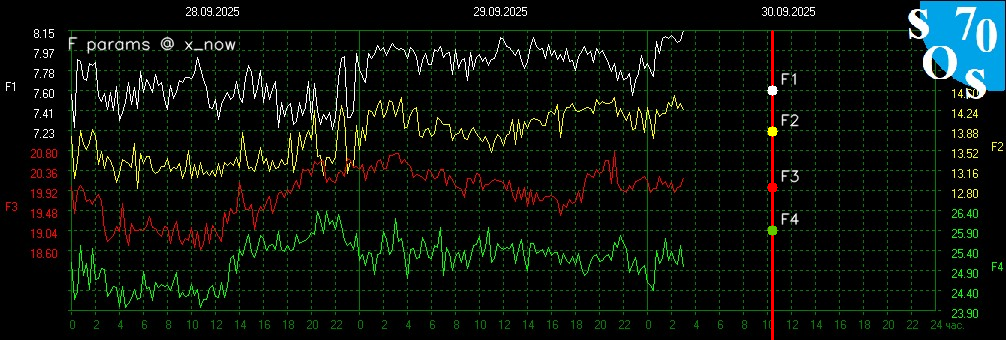 28.09.2025 29.09.2025 30.09.2025
SOS 70
F params @ x_now
F1
8.15
7.97
7.78
7.60
7.41
7.23
F3
20.80
20.36
19.92
19.48
19.04
18.60
F1
F2
F3
F4
14.24
13.88
13.52
13.16
12.80
F2
26.40
25.90
25.40
24.90
24.40
23.90
F4
0 2 4 6 8 10 12 14 16 18 20 22 0 2 4 6 8 10 12 14 16 18 20 22 0 2 4 6 8 10 12 14 16 18 20 22 24 час.